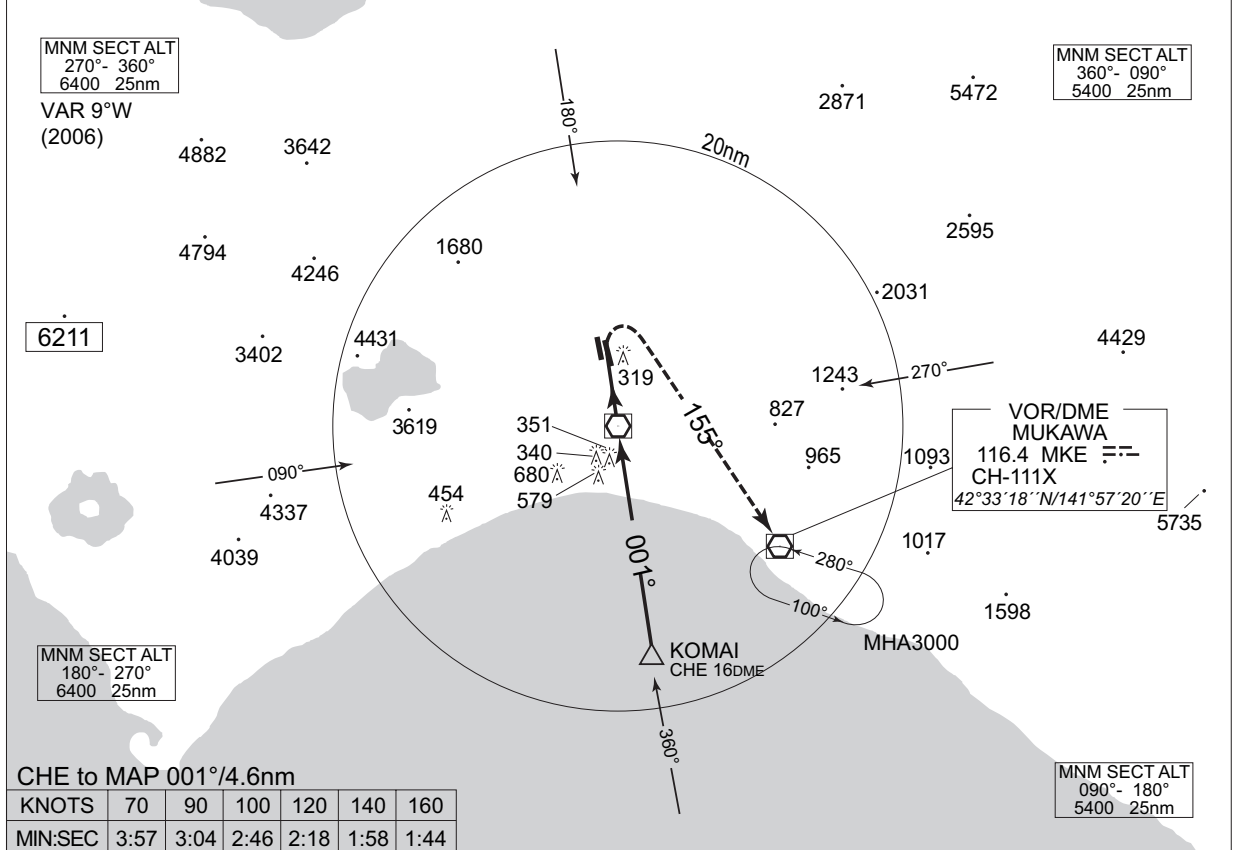 MNM SECT ALT
270°- 360°
6400 25nm
VAR 9°W
(2006)
MNM SECT ALT
360°- 090°
5400 25nm
180°
2871
5472
20nm
4882
3642
4794
4246
1680
2595
2031
6211
3402
4431
4429
319
1243
270°
827
3619
351
340
680
579
155°
965
1093
VOR/DME
MUKAWA
116.4 MKE
CH-111X
42°33´18´´N/141°57´20´´E
090°
4337
454
5735
4039
1017
001°
280°
100°
1598
MHA3000
MNM SECT ALT
180°- 270°
6400 25nm
KOMAI
CHE 16DME
360°
MNM SECT ALT
090°- 180°
5400 25nm
CHE to MAP 001°/4.6nm
KNOTS 70 90 100 120 140 160
MIN:SEC 3:57 3:04 2:46 2:18 1:58 1:44